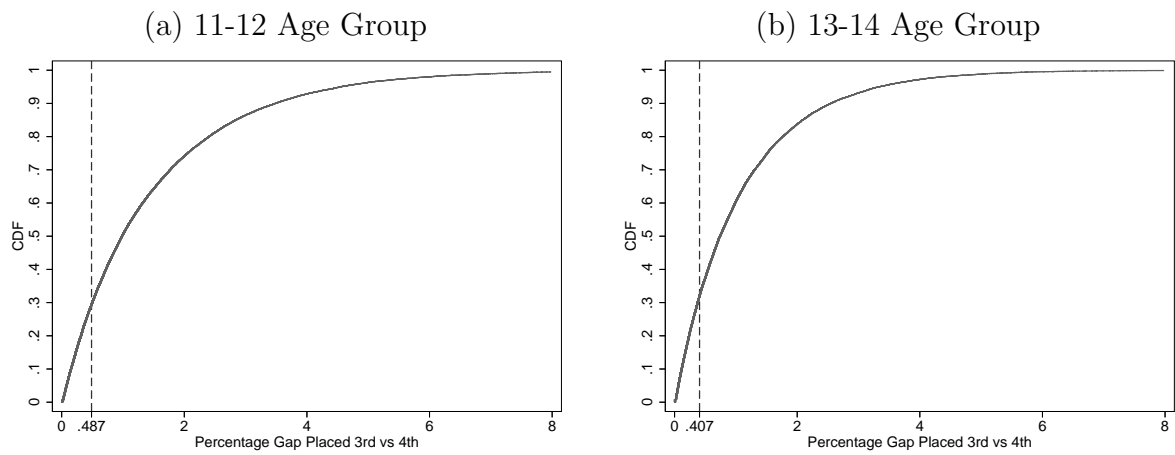 (a) 11-12 Age Group
1
.9
.8
.7
.6
.5
.4
.3
.2
.1
0
CDF
0 .487 2 4 6 8
Percentage Gap Placed 3rd vs 4th
(b) 13-14 Age Group
1
.9
.8
.7
.6
.5
.4
.3
.2
.1
0
CDF
0 .407 2 4 6 8
Percentage Gap Placed 3rd vs 4th